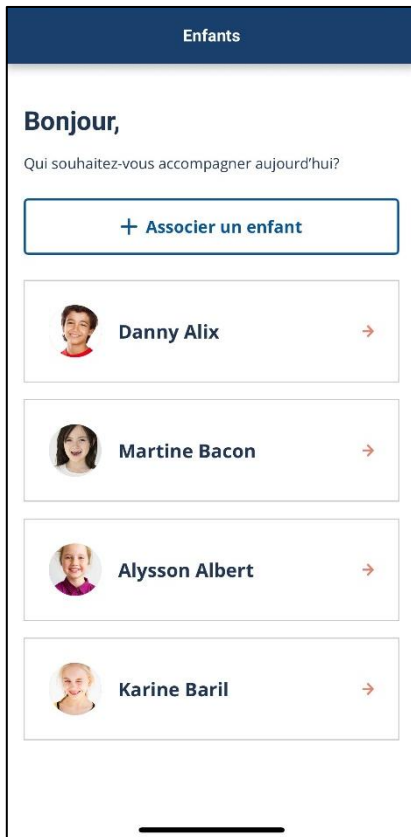 Enfants
Bonjour,
Qui souhaitez-vous accompagner aujourd'hui?
+ Associer un enfant
Danny Alix
Martine Bacon
Alysson Albert
Karine Baril